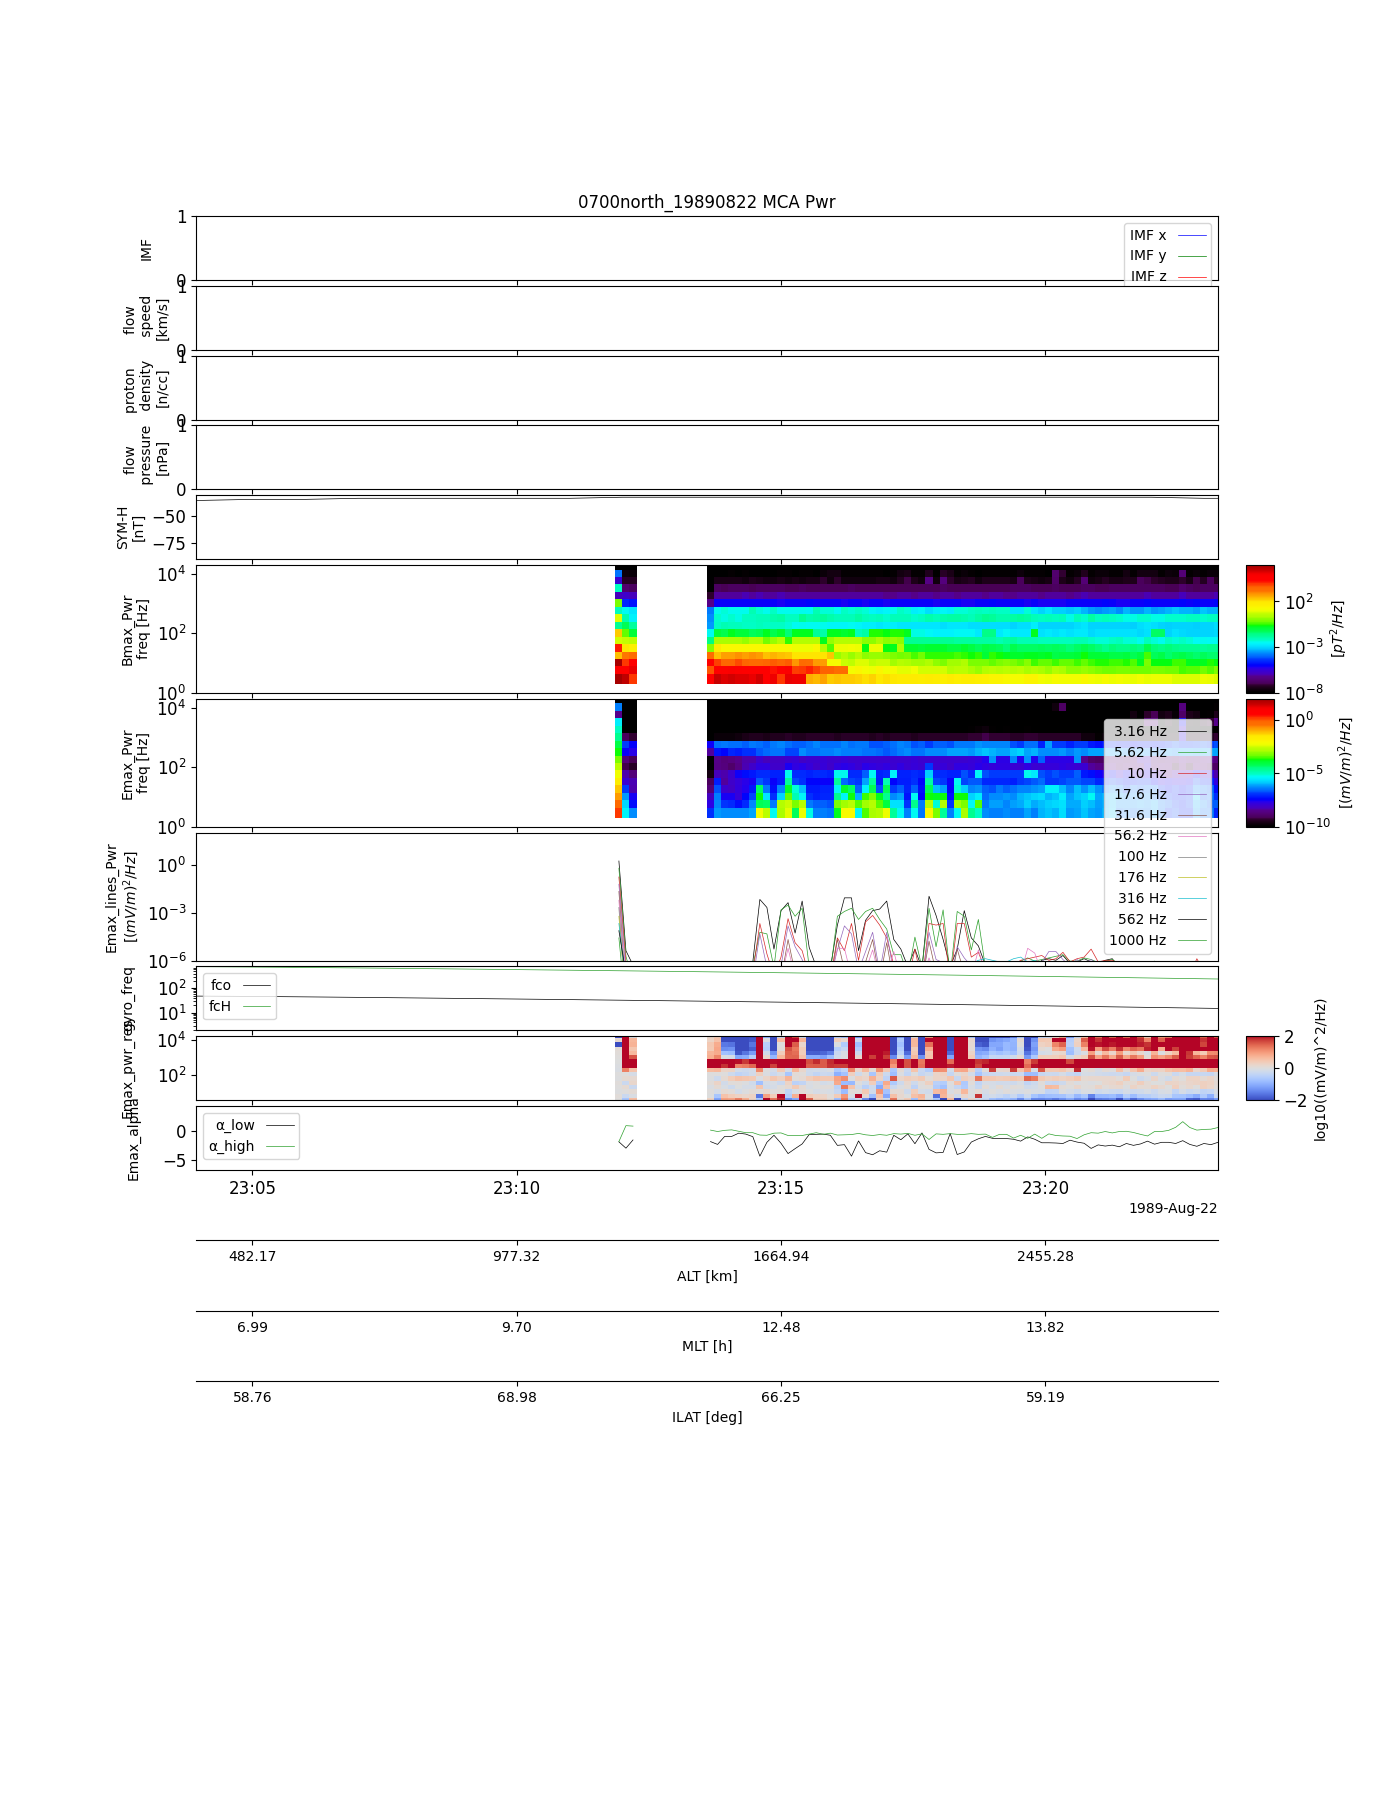 0700north_19890822 MCA Pwr
1
0
IMF
IMF x
IMF y
IMF z
1
0
flow
speed
[km/s]
1
0
proton
density
[n/cc]
1
0
flow
pressure
[nPa]
−50
−75
SYM-H
[nT]
10^4
10^2
10^0
Bmax_Pwr
freq [Hz]
10^2
10^−3
10^−8
[pT^2/Hz]
10^4
10^2
10^0
Emax_Pwr
freq [Hz]
10^0
10^−5
10^−10
[(mV/m)^2/Hz]
3.16 Hz
5.62 Hz
10 Hz
17.6 Hz
31.6 Hz
56.2 Hz
100 Hz
176 Hz
316 Hz
562 Hz
1000 Hz
10^0
10^−3
10^−6
Emax_lines_Pwr
[(mV/m)^2/Hz]
10^2
10^1
gyro_freq
fco
fcH
10^4
10^2
Emax_pwr_reg
2
0
−2
log10((mV/m)^2/Hz)
0
−5
Emax_alpha
α_low
α_high
23:05 23:10 23:15 23:20
1989-Aug-22
482.17 977.32 1664.94 2455.28
ALT [km]
6.99 9.70 12.48 13.82
MLT [h]
58.76 68.98 66.25 59.19
ILAT [deg]